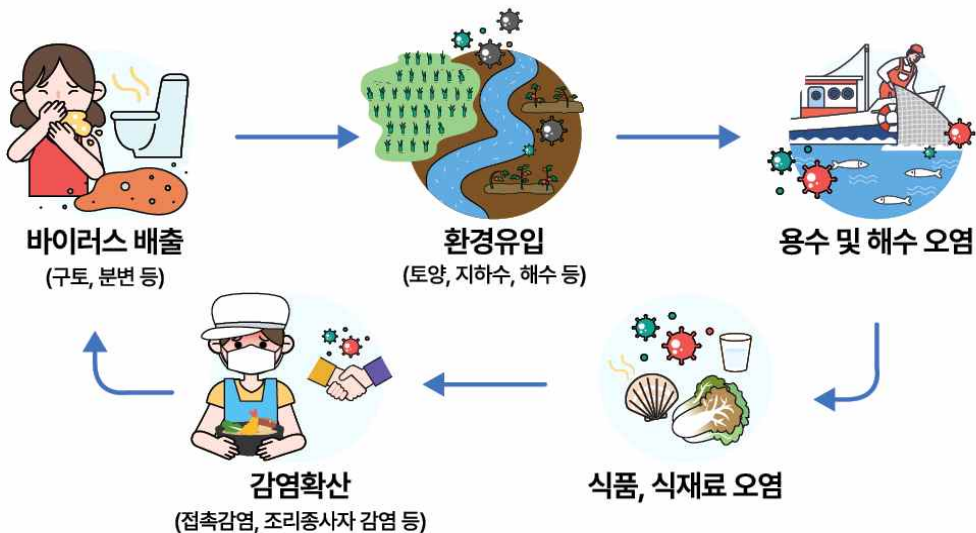 바이러스 배출
(구토, 분변 등)
환경유입
(토양, 지하수, 해수 등)
용수 및 해수 오염
감염확산
(접촉감염, 조리종사자 감염 등)
식품, 식재료 오염